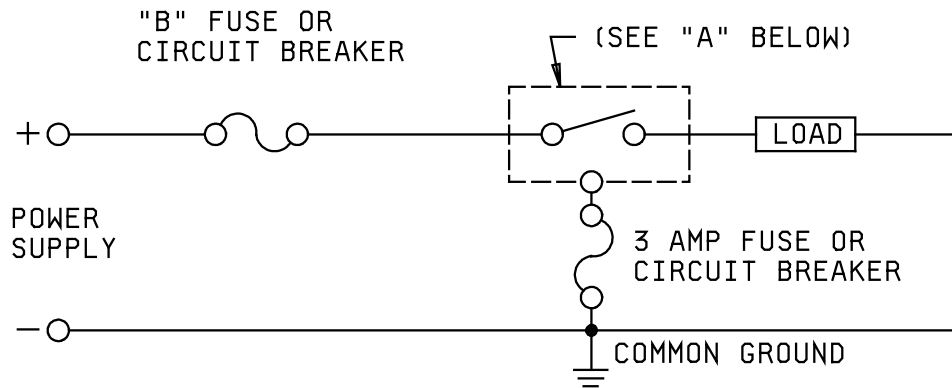 "B" FUSE OR
CIRCUIT BREAKER
(SEE "A" BELOW)
+
LOAD
POWER
SUPPLY
3 AMP FUSE OR
CIRCUIT BREAKER
-
COMMON GROUND